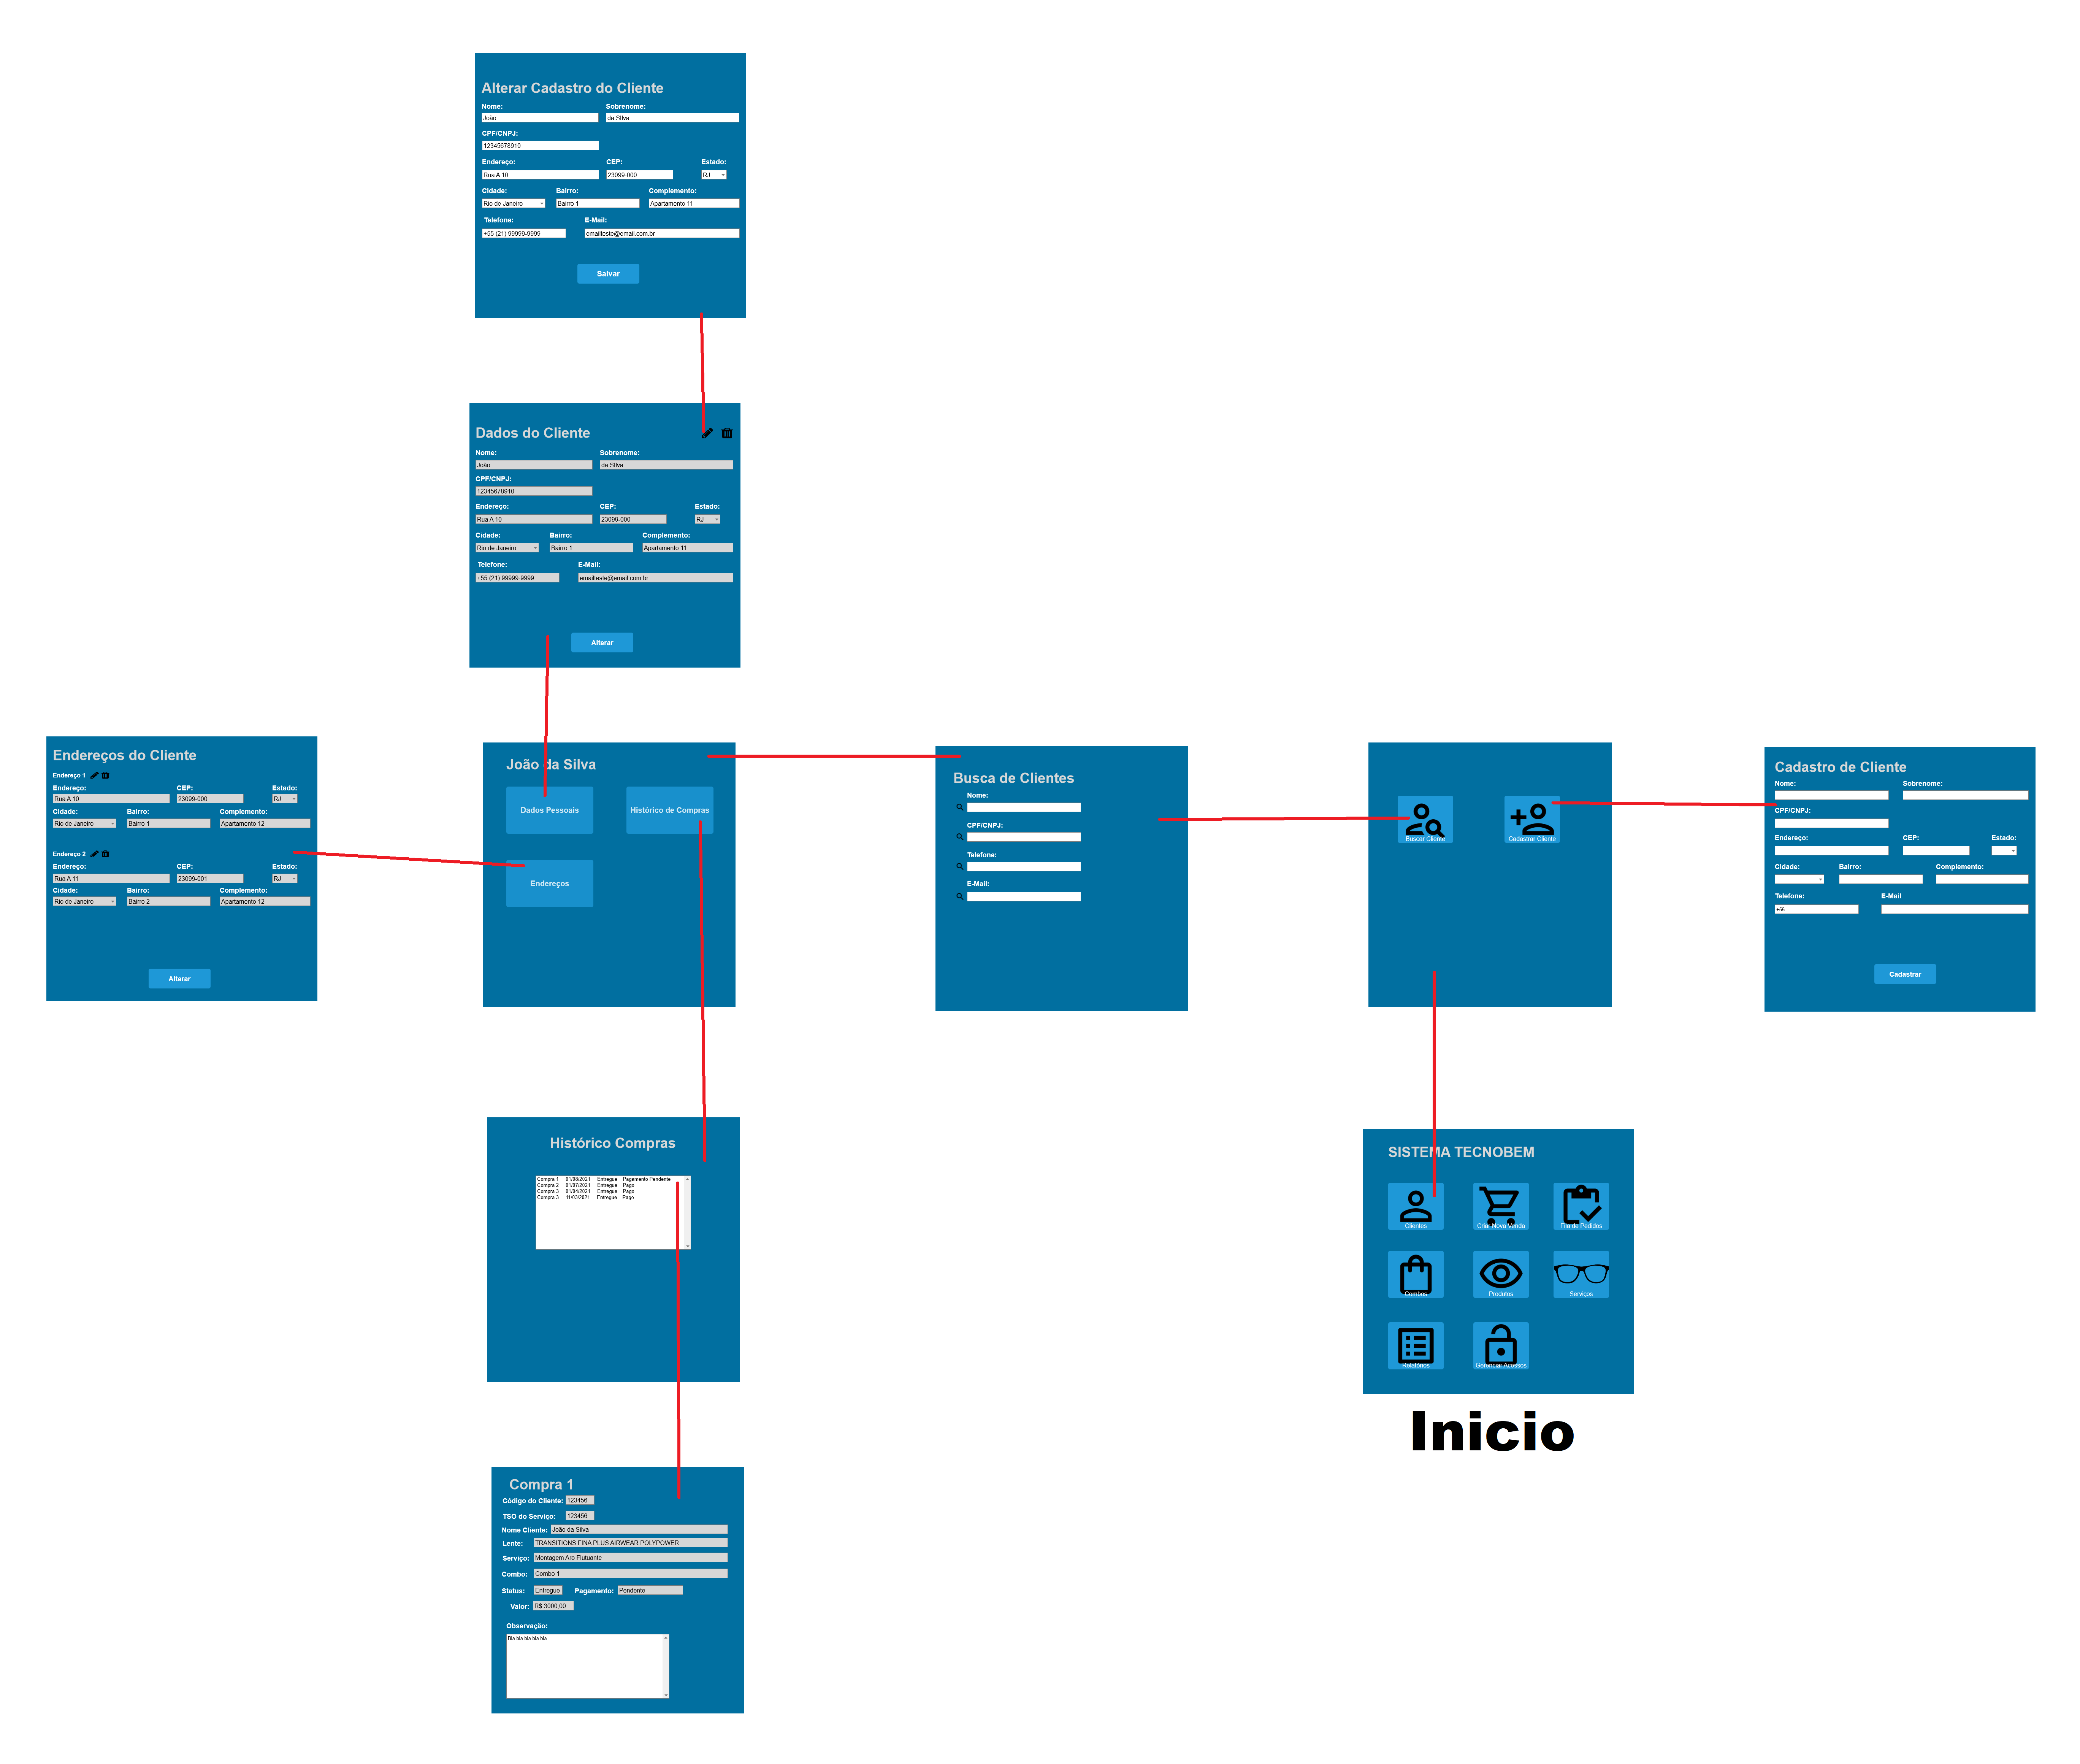 Alterar Cadastro do Cliente
Nome: Sobrenome:
João da SIlva
CPF/CNPJ:
12345678910
Endereço: CEP: Estado:
Rua A 10 23099-000 RJ
Cidade: Bairro: Complemento:
Rio de Janeiro Bairro 1 Apartamento 11
Telefone: E-Mail:
+55 (21) 99999-9999 emailteste@email.com.br
Salvar
Dados do Cliente
Nome: Sobrenome:
João da SIlva
CPF/CNPJ:
12345678910
Endereço: CEP: Estado:
Rua A 10 23099-000 RJ
Cidade: Bairro: Complemento:
Rio de Janeiro Bairro 1 Apartamento 11
Telefone: E-Mail:
+55 (21) 99999-9999 emailteste@email.com.br
Alterar
Endereços do Cliente
Endereço 1
Endereço: CEP: Estado:
Rua A 10 23099-000 RJ
Cidade: Bairro: Complemento:
Rio de Janeiro Bairro 1 Apartamento 12
Endereço 2
Endereço: CEP: Estado:
Rua A 11 23099-001 RJ
Cidade: Bairro: Complemento:
Rio de Janeiro Bairro 2 Apartamento 12
Alterar
João da Silva
Dados Pessoais Histórico de Compras
Endereços
Busca de Clientes
Nome:
CPF/CNPJ:
Telefone:
E-Mail:
Buscar Cliente Cadastrar Cliente
Cadastro de Cliente
Nome: Sobrenome:
CPF/CNPJ:
Endereço: CEP: Estado:
Cidade: Bairro: Complemento:
Telefone: E-Mail
+55
Cadastrar
Histórico Compras
Compra 1 01/08/2021 Entregue Pagamento Pendente
Compra 2 01/07/2021 Entregue Pago
Compra 3 01/04/2021 Entregue Pago
Compra 3 11/03/2021 Entregue Pago
SISTEMA TECNOBEM
Clientes Criar Nova Venda Fila de Pedidos
Combos Produtos Serviços
Relatórios Gerenciar Acessos
Inicio
Compra 1
Código do Cliente: 123456
TSO do Serviço: 123456
Nome Cliente: João da Silva
Lente: TRANSITIONS FINA PLUS AIRWEAR POLYPOWER
Serviço: Montagem Aro Flutuante
Combo: Combo 1
Status: Entregue Pagamento: Pendente
Valor: R$ 3000,00
Observação:
Bla bla bla bla bla